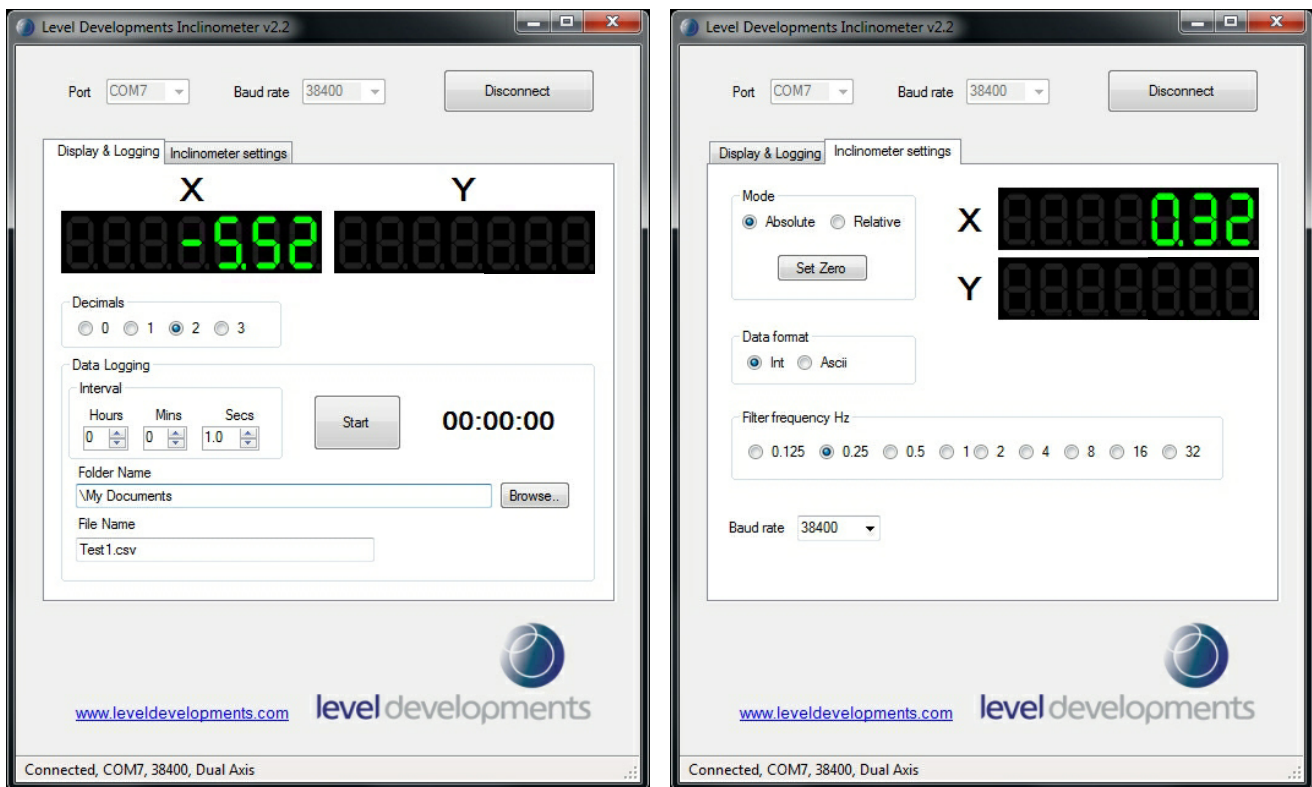 Level Developments Inclinometer v2.2
Port COM7 Baud rate 38400 Disconnect
Display & Logging Inclinometer settings
X Y
-5.52
Decimals
0 1 2 3
Data Logging
Interval
Hours Mins Secs
0 0 1.0 Start 00:00:00
Folder Name
\My Documents Browse..
File Name
Test1.csv
www.leveldevelopments.com level developments
Connected, COM7, 38400, Dual Axis
Level Developments Inclinometer v2.2
Port COM7 Baud rate 38400 Disconnect
Display & Logging Inclinometer settings
Mode
Absolute Relative X 0.32
Set Zero Y
Data format
Int Ascii
Filter frequency Hz
0.125 0.25 0.5 1 2 4 8 16 32
Baud rate 38400
www.leveldevelopments.com level developments
Connected, COM7, 38400, Dual Axis